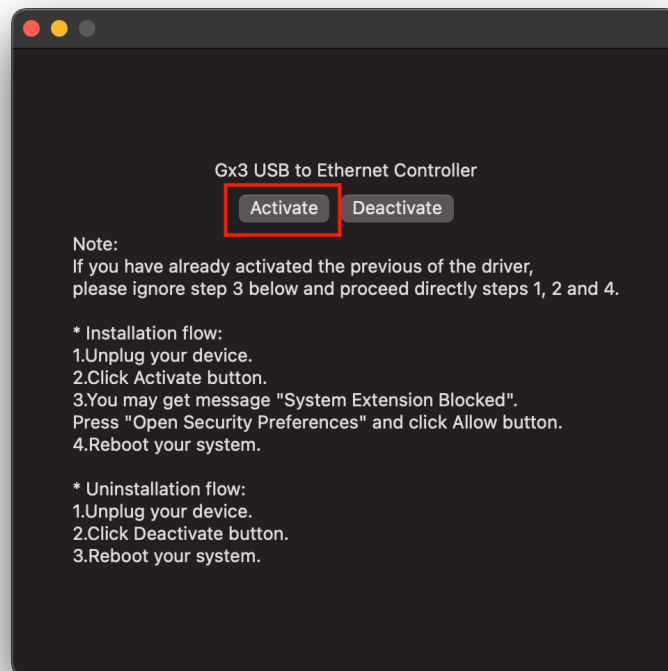 Gx3 USB to Ethernet Controller
Activate Deactivate
Note:
If you have already activated the previous of the driver,
please ignore step 3 below and proceed directly steps 1, 2 and 4.
* Installation flow:
1.Unplug your device.
2.Click Activate button.
3.You may get message "System Extension Blocked".
Press "Open Security Preferences" and click Allow button.
4.Reboot your system.
* Uninstallation flow:
1.Unplug your device.
2.Click Deactivate button.
3.Reboot your system.